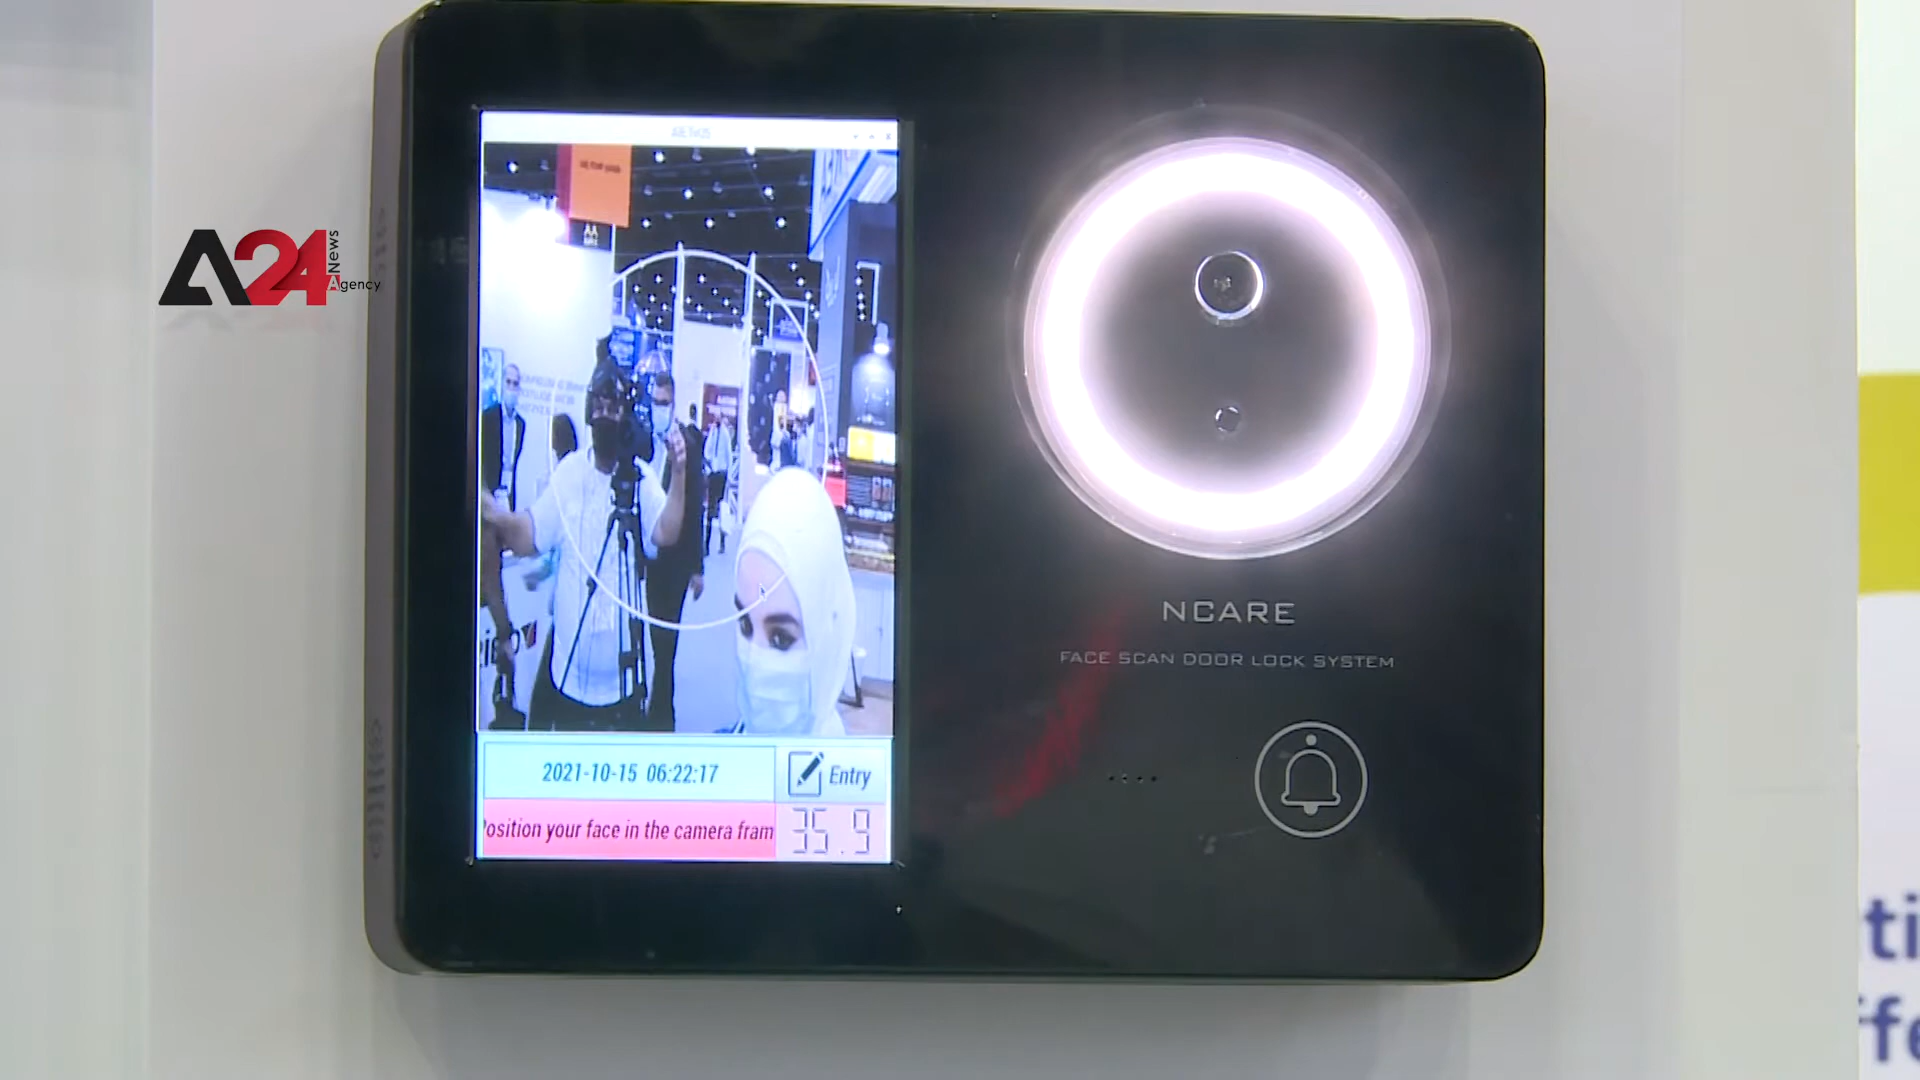 A24
News
Agency
2021-10-15 06:22:17
Entry
Position your face in the camera fram
35.9
NCARE
FACE SCAN DOOR LOCK SYSTEM
ti
ffe